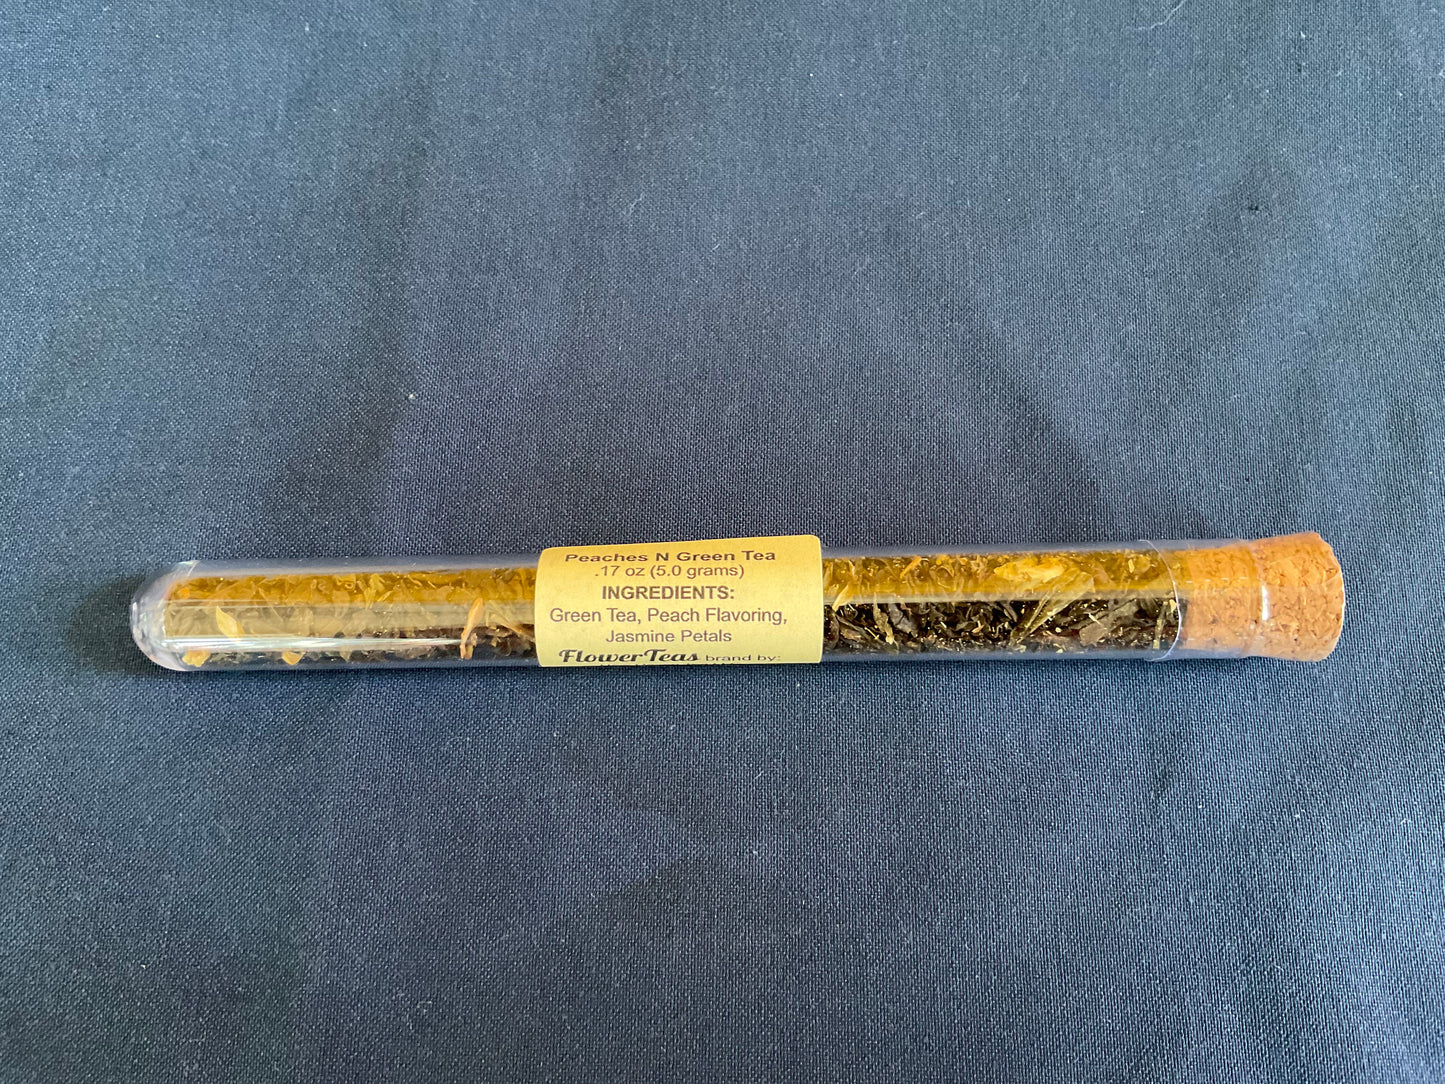 Peaches N Green Tea
.17 oz (5.0 grams)
INGREDIENTS:
Green Tea, Peach Flavoring,
Jasmine Petals
FlowerTeas brand by: